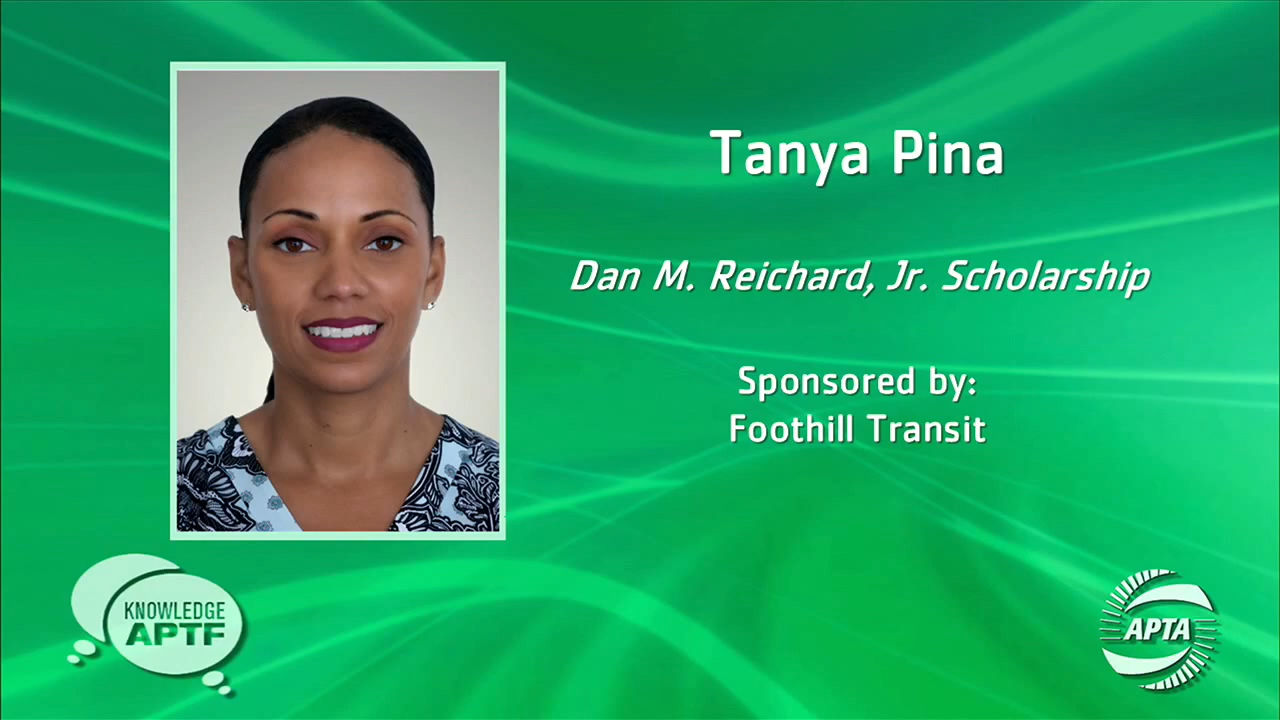 Tanya Pina
Dan M. Reichard, Jr. Scholarship
Sponsored by:
Foothill Transit
KNOWLEDGE
APTF
APTA